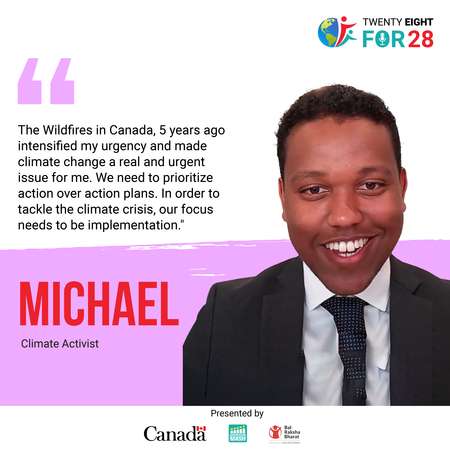 TWENTY EIGHT
FOR 28
The Wildfires in Canada, 5 years ago
intensified my urgency and made
climate change a real and urgent
issue for me. We need to prioritize
action over action plans. In order to
tackle the climate crisis, our focus
needs to be implementation."
MICHAEL
Climate Activist
Presented by
Canada
Bal
Raksha
Bharat